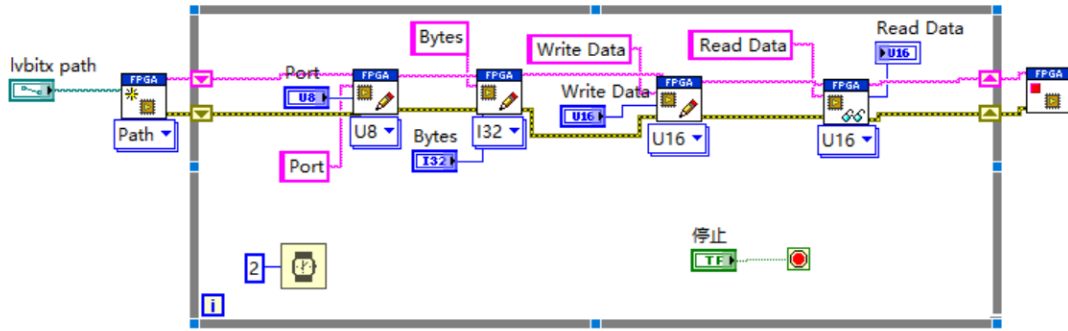 lvbitx path
FPGA
Path
Port
U8
Port
FPGA
U8
Bytes
Bytes
I32
FPGA
I32
Write Data
Write Data
U16
FPGA
U16
Read Data
FPGA
U16
Read Data
U16
FPGA
2
停止
TF
i